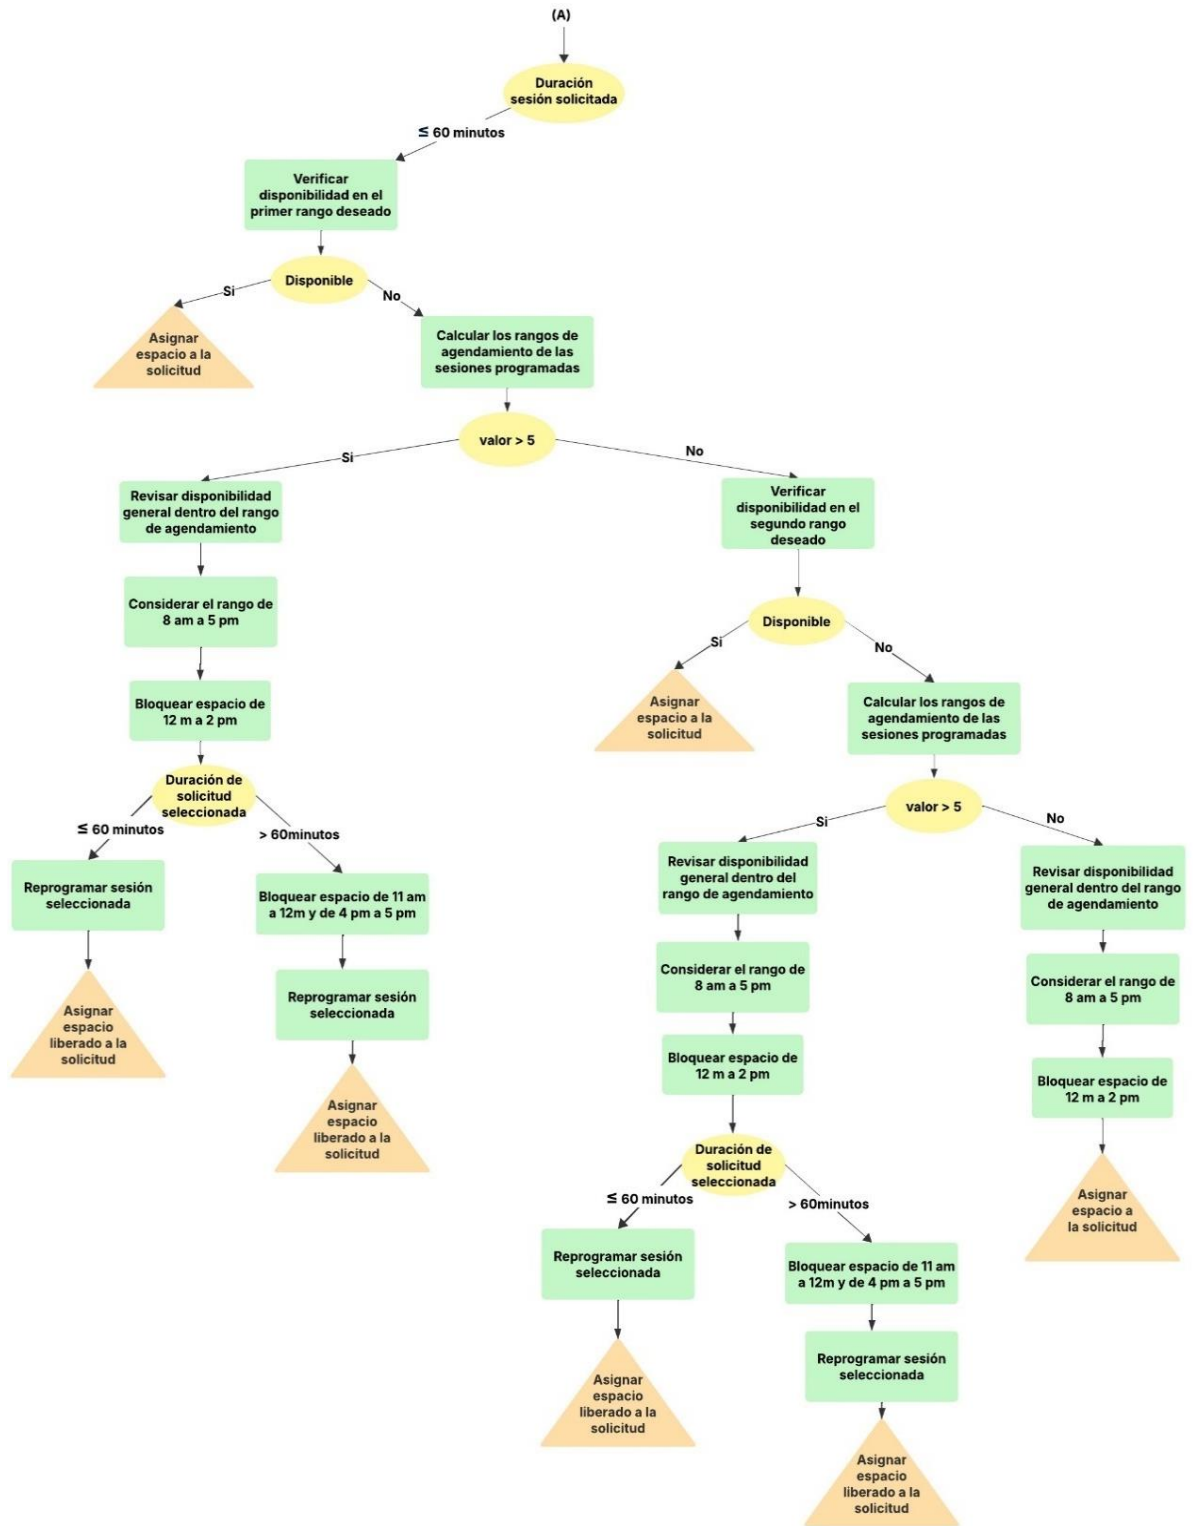 (A)
Duración
sesión solicitada
≤ 60 minutos
Verificar
disponibilidad en el
primer rango deseado
Disponible
Si
No
Asignar
espacio a la
solicitud
Calcular los rangos de
agendamiento de las
sesiones programadas
valor > 5
Si
No
Revisar disponibilidad
general dentro del rango
de agendamiento
Considerar el rango de
8 am a 5 pm
Bloquear espacio de
12 m a 2 pm
Duración de
solicitud
seleccionada
≤ 60 minutos
> 60minutos
Reprogramar sesión
seleccionada
Asignar
espacio
liberado a la
solicitud
Bloquear espacio de 11 am
a 12m y de 4 pm a 5 pm
Reprogramar sesión
seleccionada
Asignar
espacio
liberado a la
solicitud
Verificar
disponibilidad en el
segundo rango
deseado
Disponible
Si
No
Asignar
espacio a la
solicitud
Calcular los rangos de
agendamiento de las
sesiones programadas
valor > 5
Si
No
Revisar disponibilidad
general dentro del
rango de agendamiento
Considerar el rango de
8 am a 5 pm
Bloquear espacio de
12 m a 2 pm
Duración de
solicitud
seleccionada
≤ 60 minutos
> 60minutos
Reprogramar sesión
seleccionada
Asignar
espacio
liberado a la
solicitud
Bloquear espacio de 11 am
a 12m y de 4 pm a 5 pm
Reprogramar sesión
seleccionada
Asignar
espacio
liberado a la
solicitud
Revisar disponibilidad
general dentro del rango
de agendamiento
Considerar el rango de
8 am a 5 pm
Bloquear espacio de
12 m a 2 pm
Asignar
espacio a
la solicitud